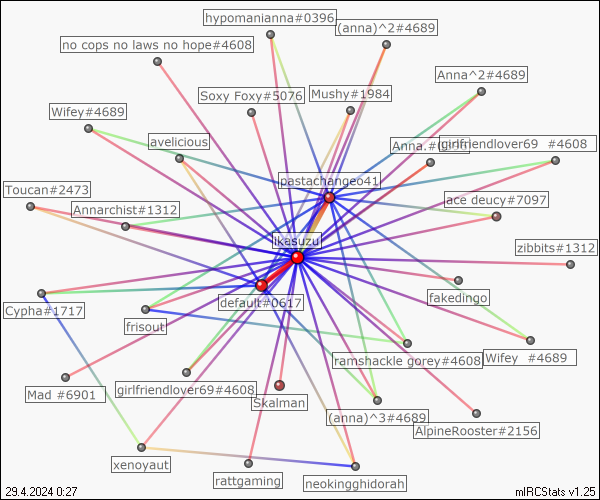 hypomanianna#0396
(anna)^2#4689
no cops no laws no hope#4608
Anna^2#4689
Soxy Foxy#5076
Mushy#1984
Wifey#4689
avelicious
girlfriendlover69 #4608
pastachangeo41
Toucan#2473
Annarchist#1312
ace deucy#7097
ikasuzu
zibbits#1312
default#0617
fakedingo
Cypha#1717
frisout
ramshackle gorey#4608
Wifey #4689
Mad #6901
girlfriendlover69#4608
Skalman
(anna)^3#4689
AlpineRooster#2156
xenoyaut
rattgaming
neokingghidorah
29.4.2024 0:27
mIRCStats v1.25